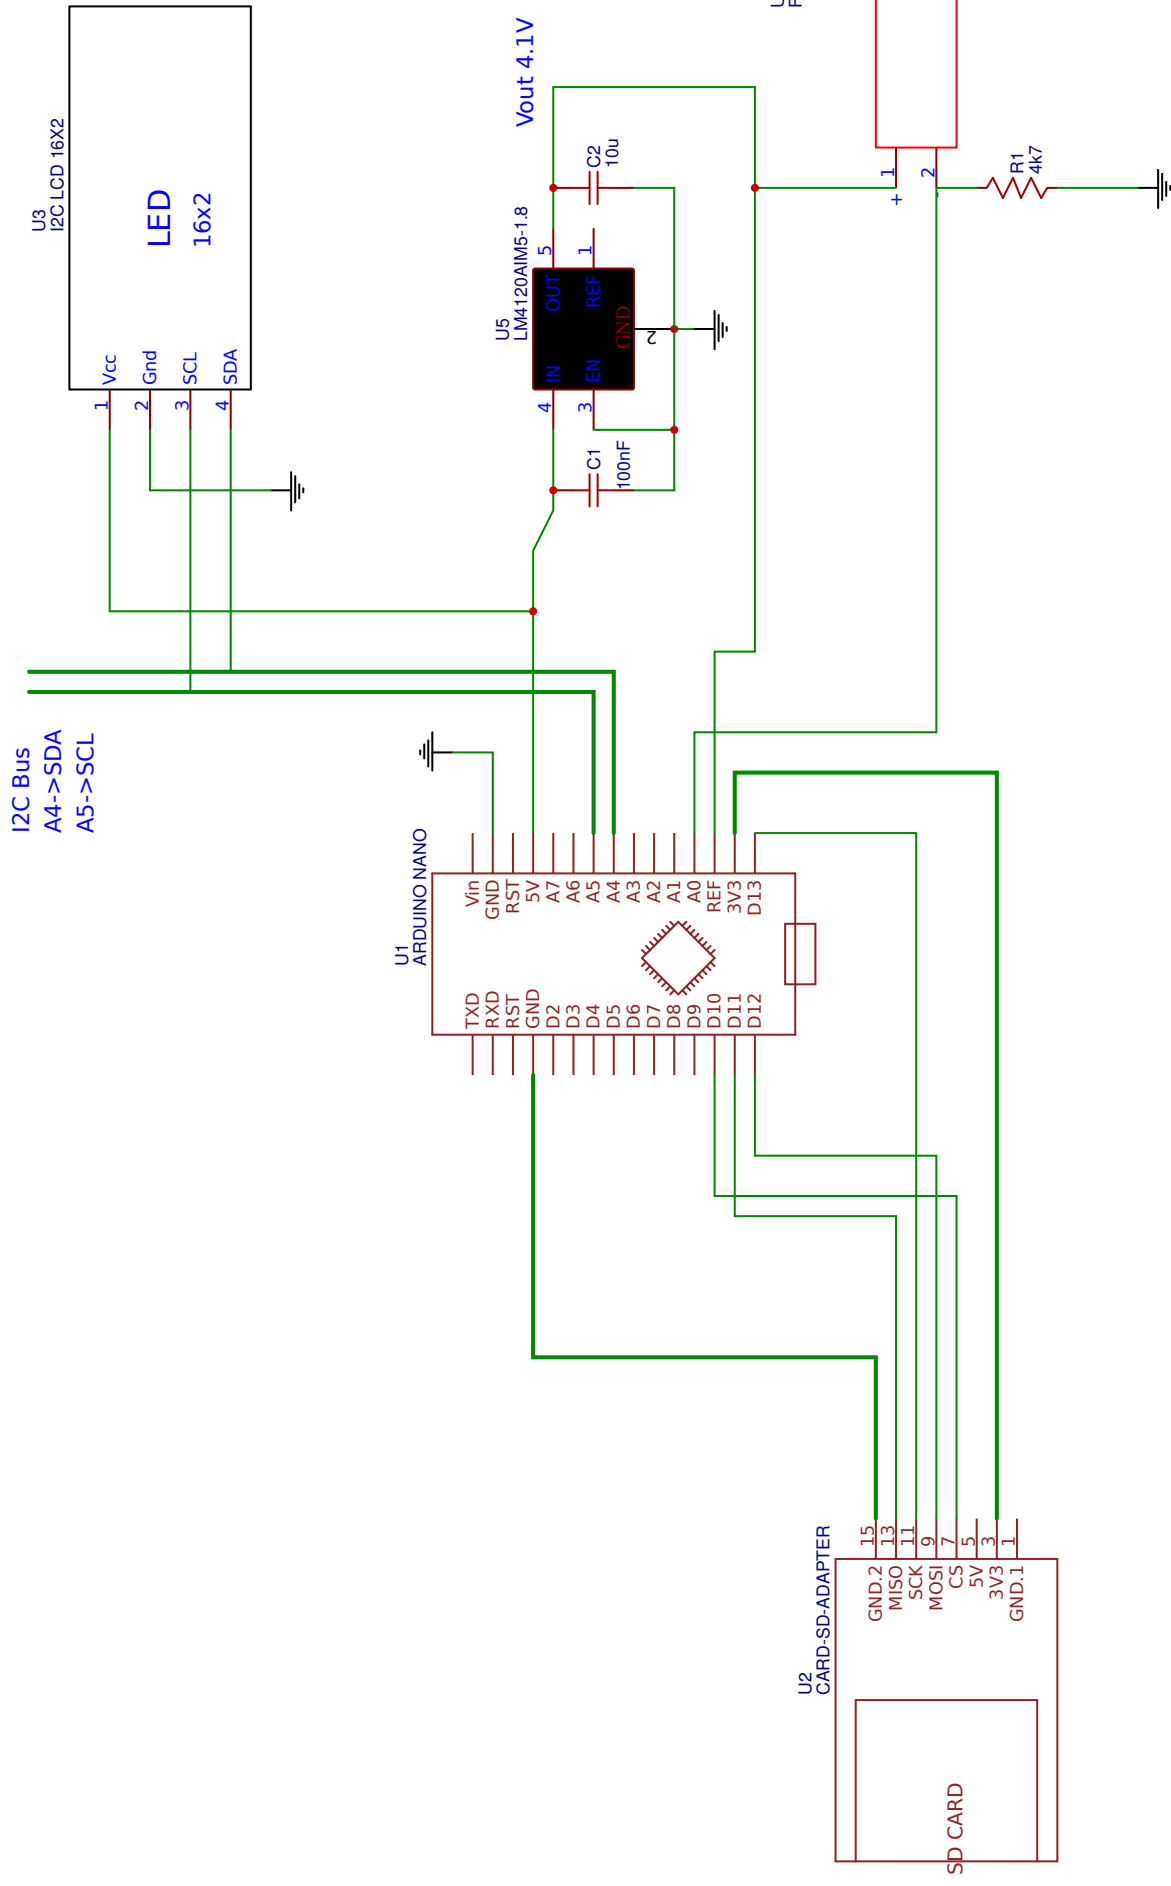 U3
I2C LCD 16X2
LED
16x2
Vcc
Gnd
SCL
SDA
1
2
3
4
Vout 4.1V
C2
10u
U5
LM4120AIM5-1.8
5
1
OUT
REF
GND
2
IN
EN
4
3
C1
100nF
1
2
+
-
R1
4k7
I2C Bus
A4->SDA
A5->SCL
U1
ARDUINO NANO
Vin
GND
RST
5V
A7
A6
A5
A4
A3
A2
A1
A0
REF
3V3
D13
TXD
RXD
RST
GND
D2
D3
D4
D5
D6
D7
D8
D9
D10
D11
D12
U2
CARD-SD-ADAPTER
15
13
11
9
7
5
3
1
GND.2
MISO
SCK
MOSI
CS
5V
3V3
GND.1
SD CARD